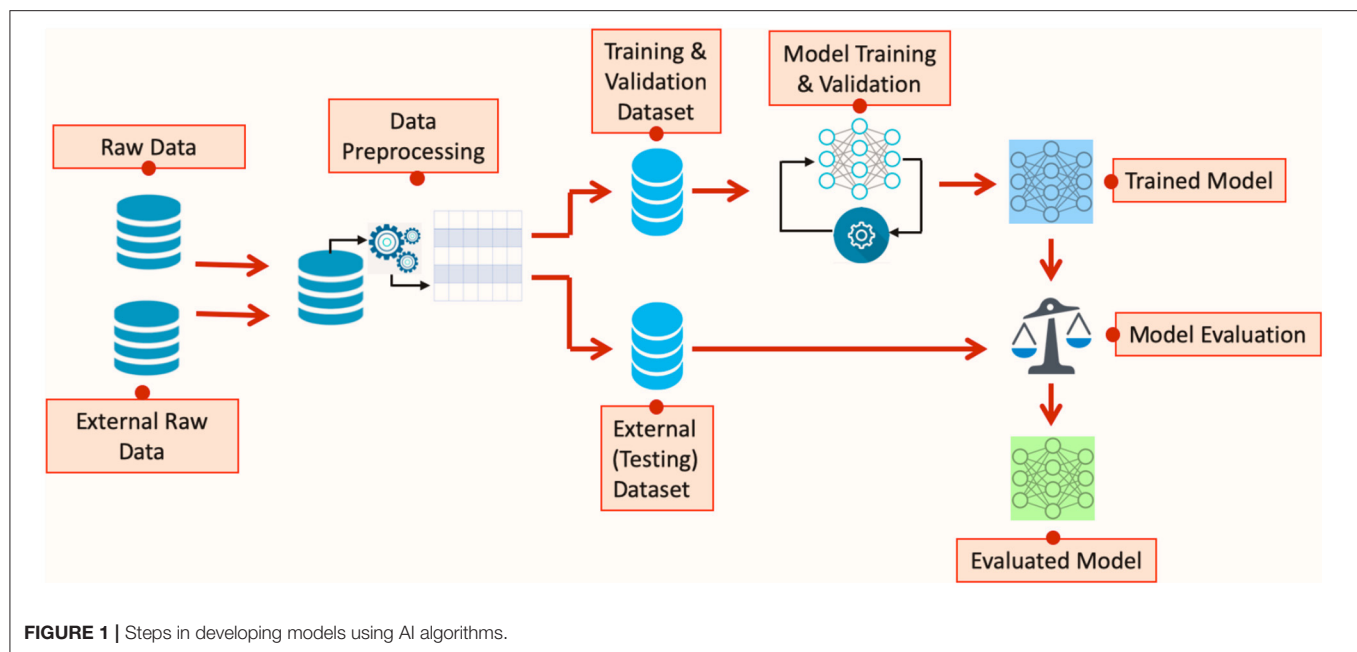 Raw Data
External Raw
Data
Data
Preprocessing
Training &
Validation
Dataset
External
(Testing)
Dataset
Model Training
& Validation
Trained Model
Model Evaluation
Evaluated Model
FIGURE 1 | Steps in developing models using AI algorithms.